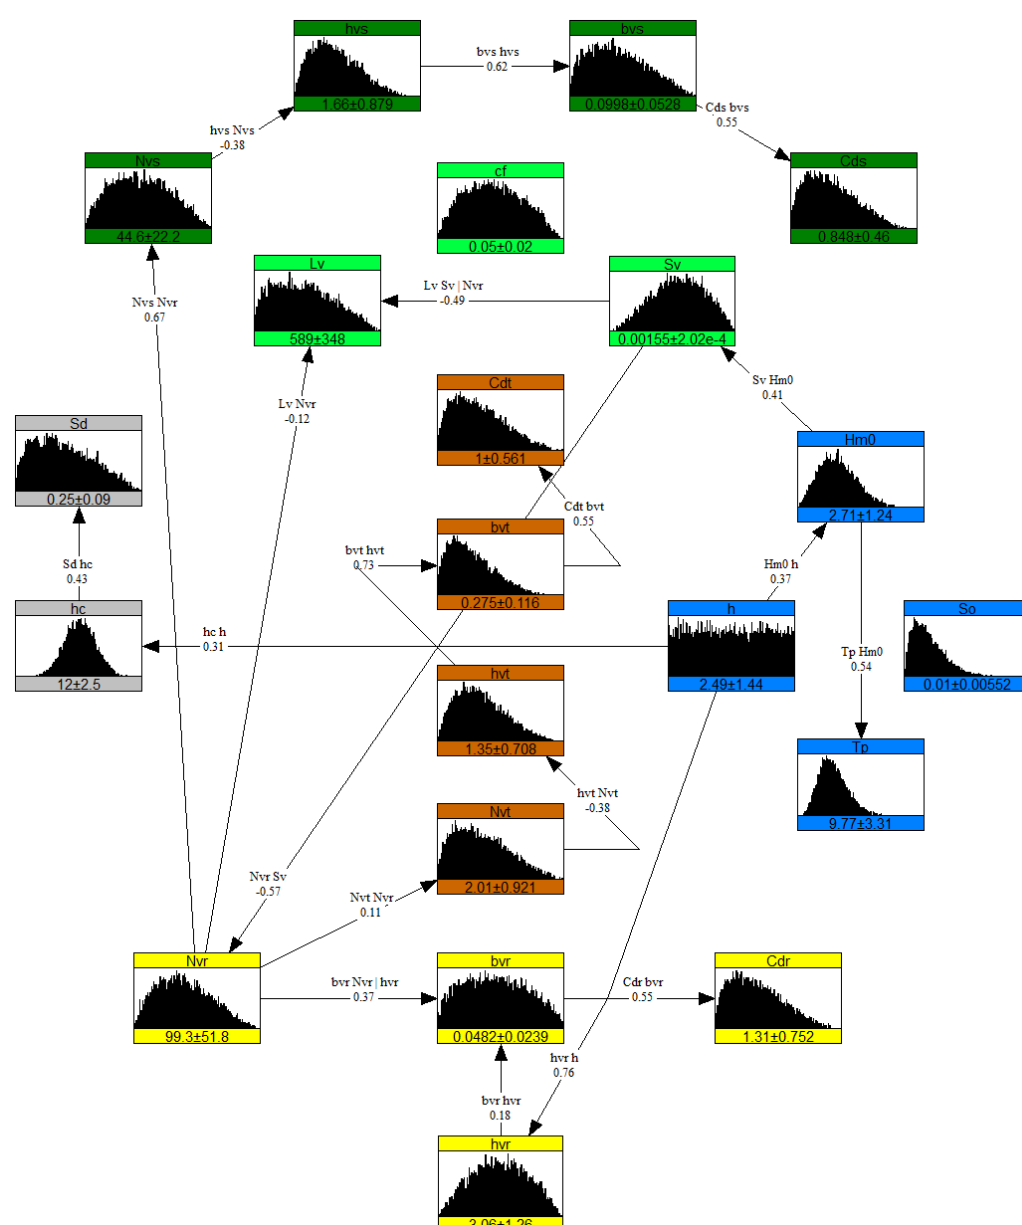 hvs
1.66±0.879
bvs hvs
0.62
bvs
0.0998±0.0528
Cds bvs
0.55
hvs Nvs
-0.38
Nvs
44.6±22.2
cf
0.05±0.02
Cds
0.848±0.46
Lv
589±348
Lv Sv | Nvr
-0.49
Sv
0.00155±2.02e-4
Nvs Nvr
0.67
Sv Hm0
0.41
Cdt
1±0.561
Lv Nvr
-0.12
Sd
0.25±0.09
Hm0
2.71±1.24
Cdt bvt
0.55
bvt
0.275±0.116
bvt hvt
0.73
Sd hc
0.43
Hm0 h
0.37
hc
12±2.5
hc h
0.31
h
2.49±1.44
So
0.01±0.00552
Tp Hm0
0.54
hvt
1.35±0.708
Tp
9.77±3.31
hvt Nvt
-0.38
Nvt
2.01±0.921
Nvr Sv
-0.57
Nvt Nvr
0.11
Nvr
99.3±51.8
bvr Nvr | hvr
0.37
bvr
0.0482±0.0239
Cdr bvr
0.55
Cdr
1.31±0.752
hvr h
0.76
bvr hvr
0.18
hvr
3.06±1.26